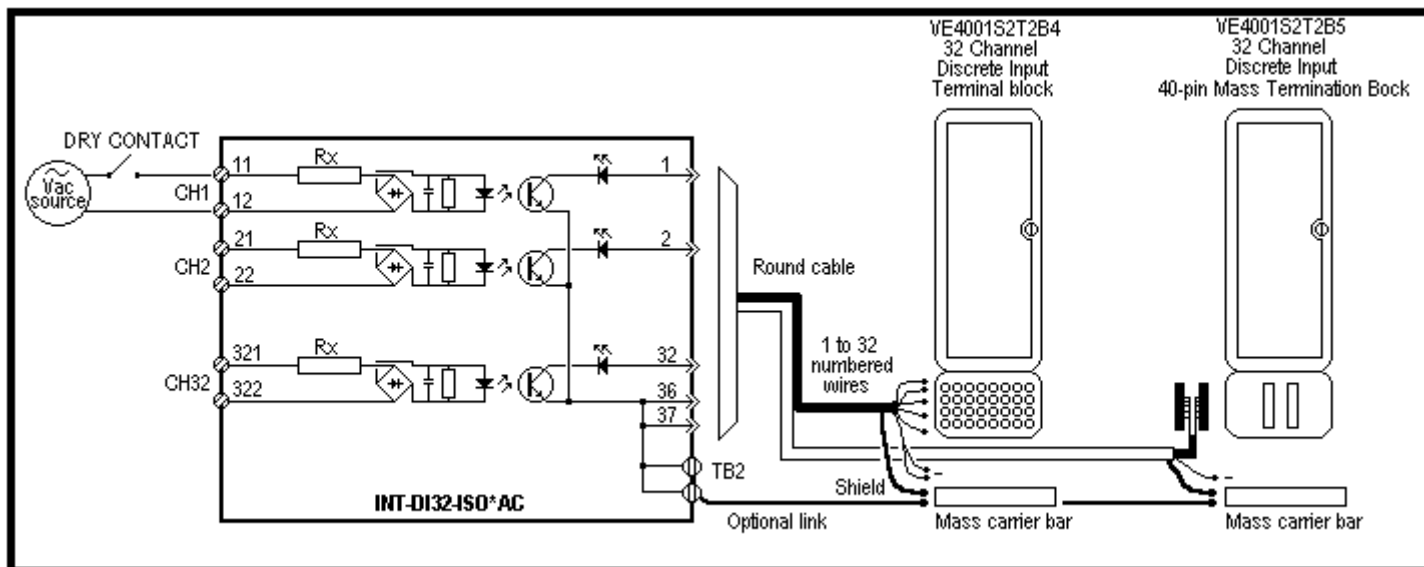 VE4001S2T2B4
32 Channel
Discrete Input
Terminal block
VE4001S2T2B5
32 Channel
Discrete Input
40-pin Mass Termination Bock
DRY CONTACT
Vac
source
CH1
11
12
Rx
1
CH2
21
22
Rx
2
CH32
321
322
Rx
32
36
37
TB2
INT-DI32-ISO*AC
Round cable
1 to 32
numbered
wires
Shield
Optional link
–
Mass carrier bar
–
Mass carrier bar